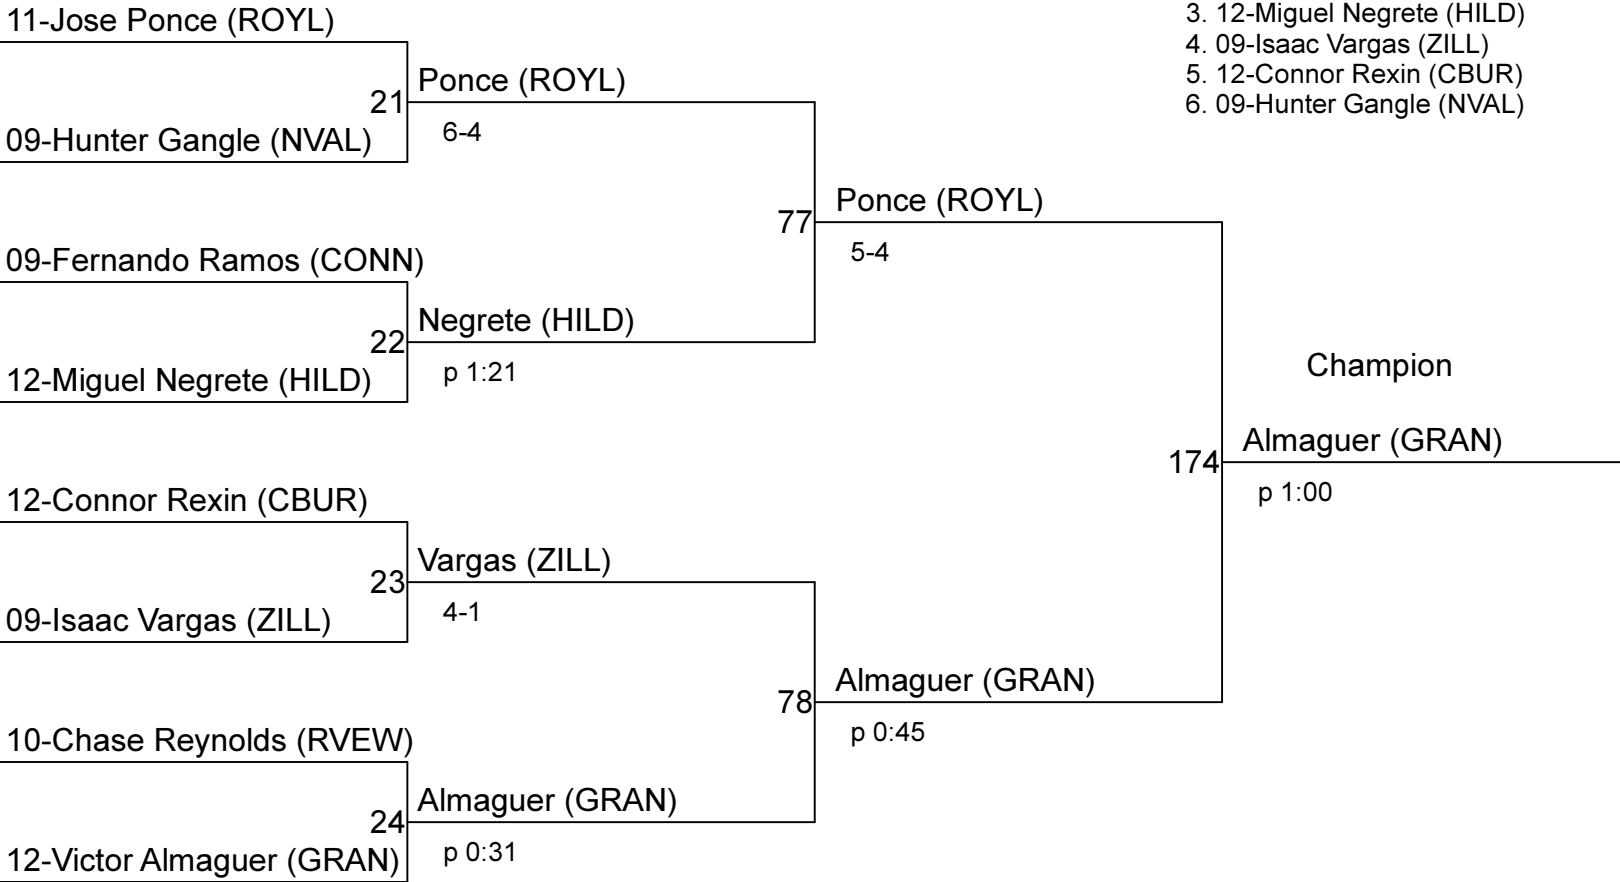 11-Jose Ponce (ROYL)
3. 12-Miguel Negrete (HILD)
4. 09-Isaac Vargas (ZILL)
5. 12-Connor Rexin (CBUR)
6. 09-Hunter Gangle (NVAL)
Ponce (ROYL)
21
6-4
09-Hunter Gangle (NVAL)
Ponce (ROYL)
77
5-4
09-Fernando Ramos (CONN)
Negrete (HILD)
22
p 1:21
12-Miguel Negrete (HILD)
Champion
Almaguer (GRAN)
174
p 1:00
12-Connor Rexin (CBUR)
Vargas (ZILL)
23
4-1
09-Isaac Vargas (ZILL)
Almaguer (GRAN)
78
p 0:45
10-Chase Reynolds (RVEW)
Almaguer (GRAN)
24
p 0:31
12-Victor Almaguer (GRAN)